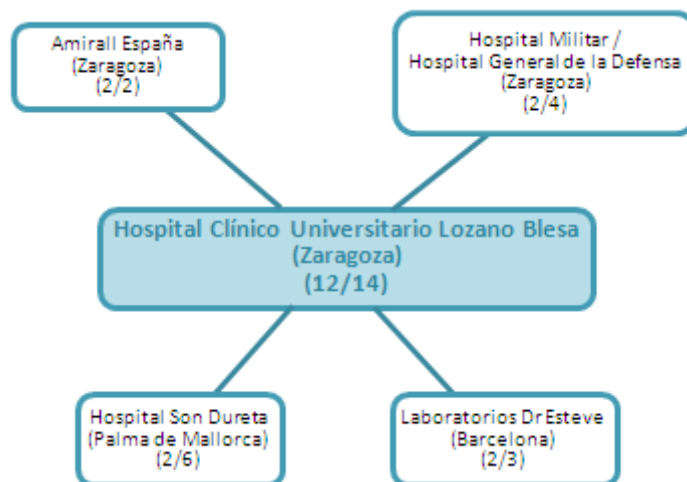 Amirall España
(Zaragoza)
(2/2)
Hospital Militar /
Hospital General de la Defensa
(Zaragoza)
(2/4)
Hospital Clínico Universitario Lozano Blesa
(Zaragoza)
(12/14)
Hospital Son Dureta
(Palma de Mallorca)
(2/6)
Laboratorios Dr Esteve
(Barcelona)
(2/3)